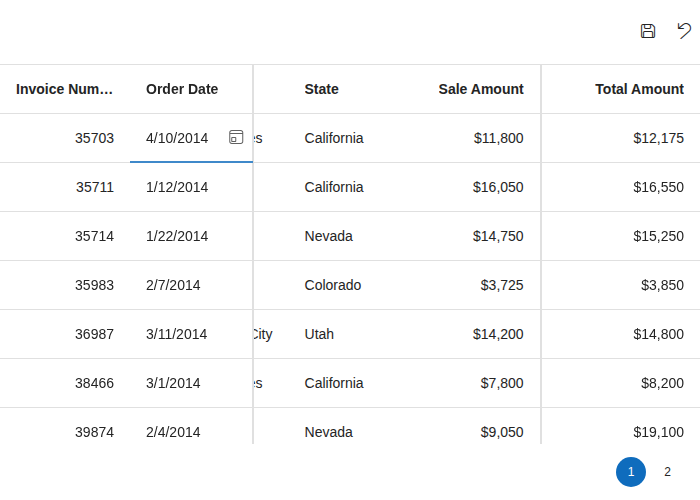 Invoice Num… Order Date State Sale Amount Total Amount
35703 4/10/2014 California $11,800 $12,175
35711 1/12/2014 California $16,050 $16,550
35714 1/22/2014 Nevada $14,750 $15,250
35983 2/7/2014 Colorado $3,725 $3,850
36987 3/11/2014 City Utah $14,200 $14,800
38466 3/1/2014 California $7,800 $8,200
39874 2/4/2014 Nevada $9,050 $19,100
1 2